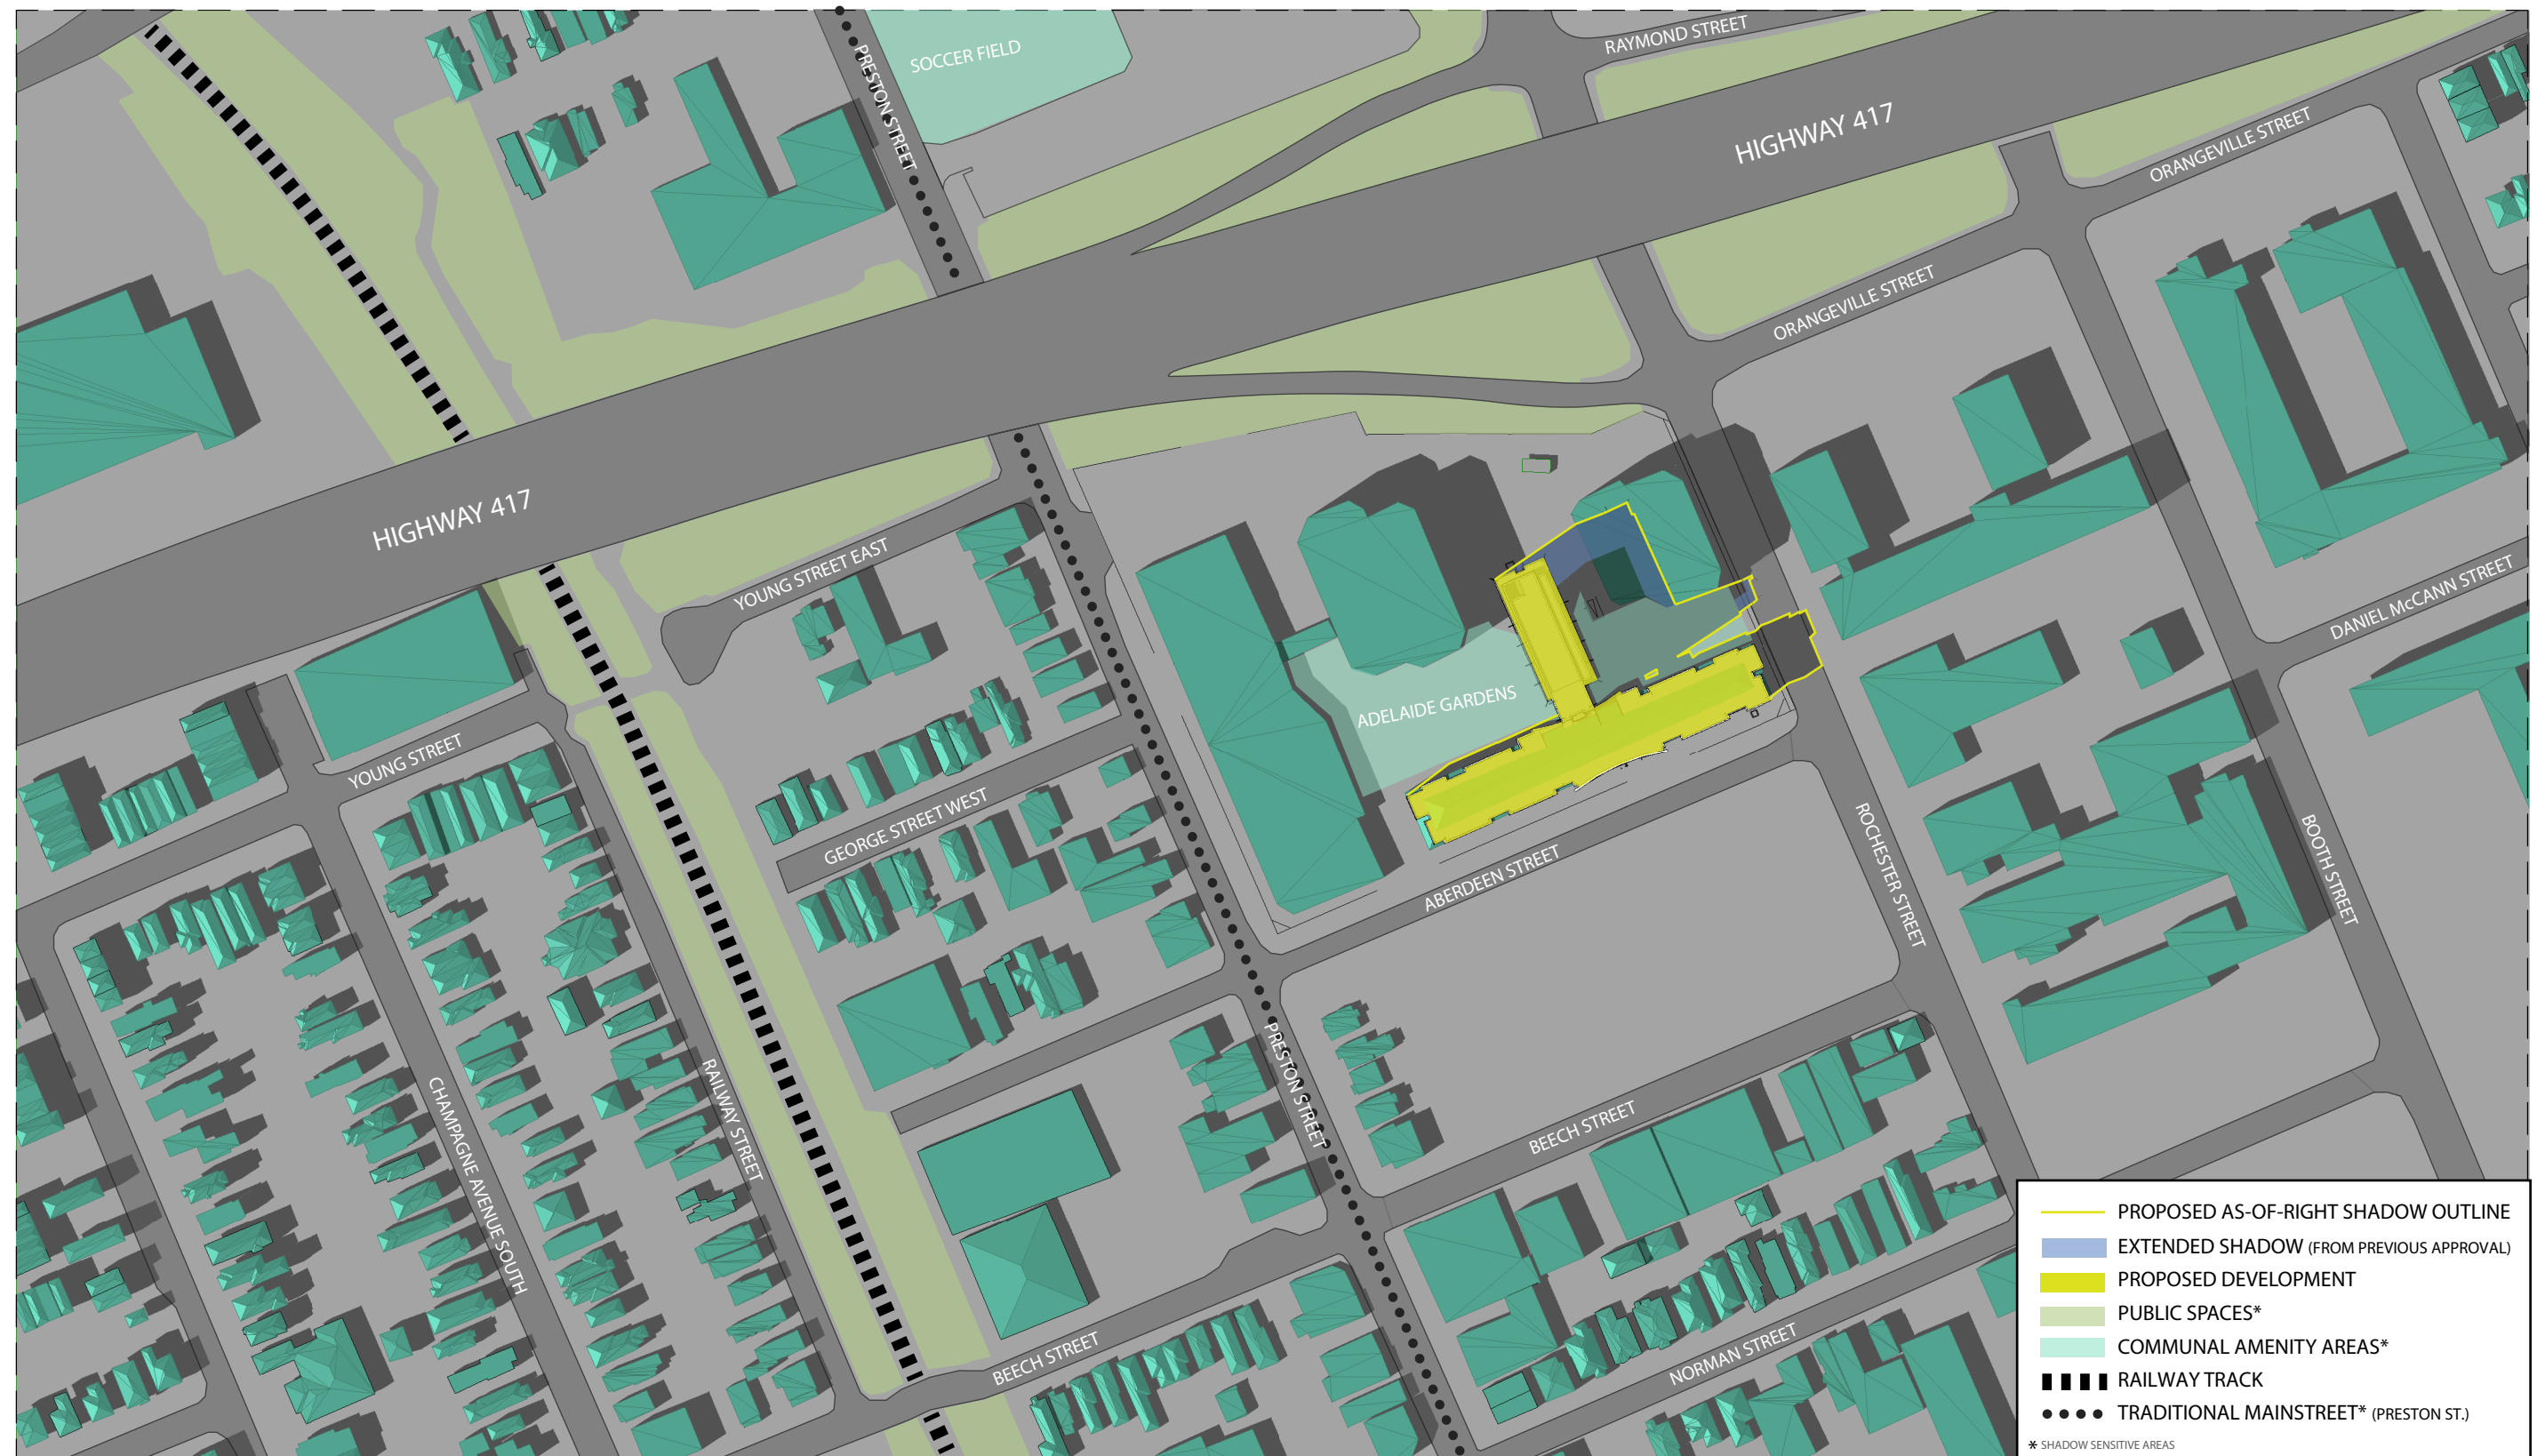 RAYMOND STREET
SOCCER FIELD
PRESTON STREET
HIGHWAY 417
ORANGEVILLE STREET
ORANGEVILLE STREET
HIGHWAY 417
YOUNG STREET EAST
DANIEL McCANN STREET
ADELAIDE GARDENS
YOUNG STREET
GEORGE STREET WEST
ABERDEEN STREET
ROCHESTER STREET
BOOTH STREET
PRESTON STREET
RAILWAY STREET
CHAMPAGNE AVENUE SOUTH
BEECH STREET
BEECH STREET
NORMAN STREET
PROPOSED AS-OF-RIGHT SHADOW OUTLINE
EXTENDED SHADOW (FROM PREVIOUS APPROVAL)
PROPOSED DEVELOPMENT
PUBLIC SPACES*
COMMUNAL AMENITY AREAS*
RAILWAY TRACK
TRADITIONAL MAINSTREET* (PRESTON ST.)
* SHADOW SENSITIVE AREAS